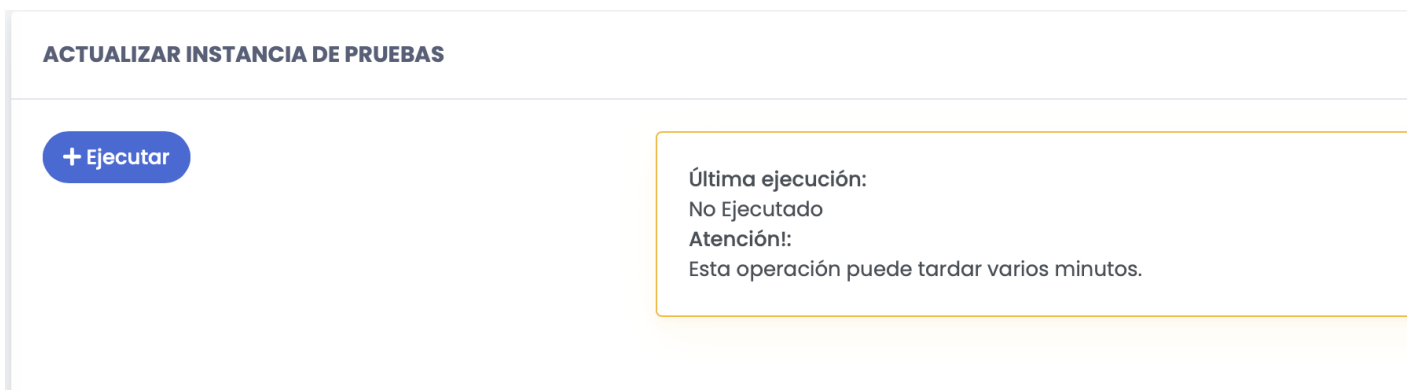 ACTUALIZAR INSTANCIA DE PRUEBAS
+ Ejecutar
Última ejecución:
No Ejecutado
Atención!:
Esta operación puede tardar varios minutos.